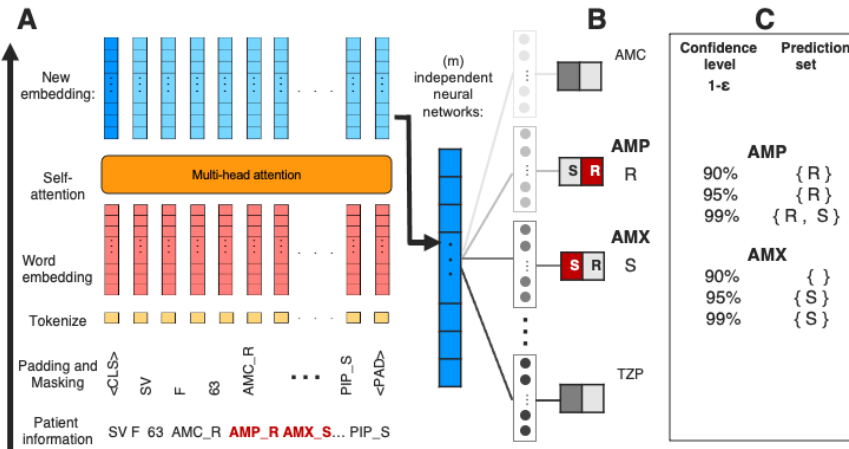 A
New
embedding:
Self-
attention
Multi-head attention
Word
embedding
Tokenize
Padding and
Masking
<CLS> SV F 63 AMC_R ... PIP_S <PAD>
Patient
information
SV F 63 AMC_R AMP_R AMX_S... PIP_S
(m)
independent
neural
networks:
B
AMC
AMP
S R
R
AMX
S R
S
TZP
C
Confidence Prediction
level set
1-ε
AMP
90% { R }
95% { R }
99% { R , S }
AMX
90% { }
95% { S }
99% { S }